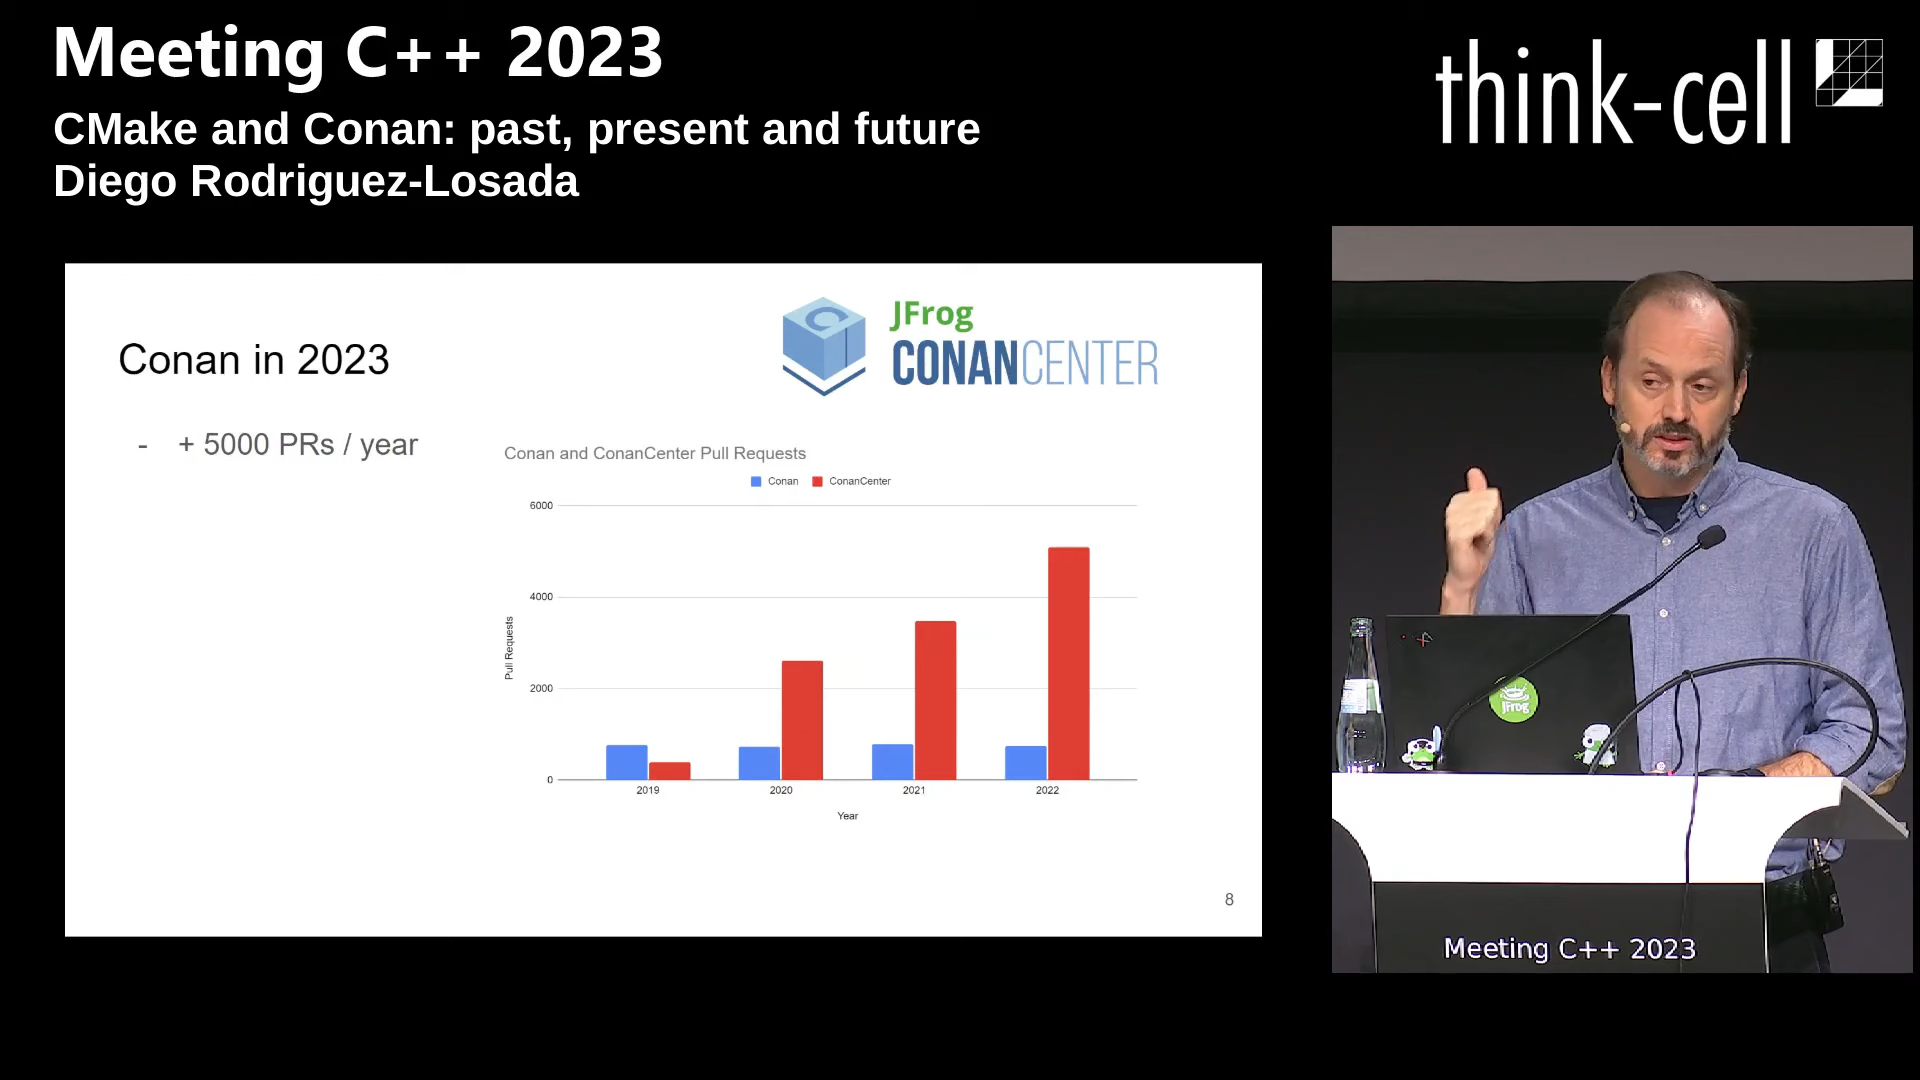 Meeting C++ 2023
CMake and Conan: past, present and future
Diego Rodriguez-Losada
think-cell
JFrog
CONANCENTER
Conan in 2023
- + 5000 PRs / year
Conan and ConanCenter Pull Requests
Conan ConanCenter
6000
4000
2000
0
Pull Requests
2019 2020 2021 2022
Year
8
JFrog
Meeting C++ 2023